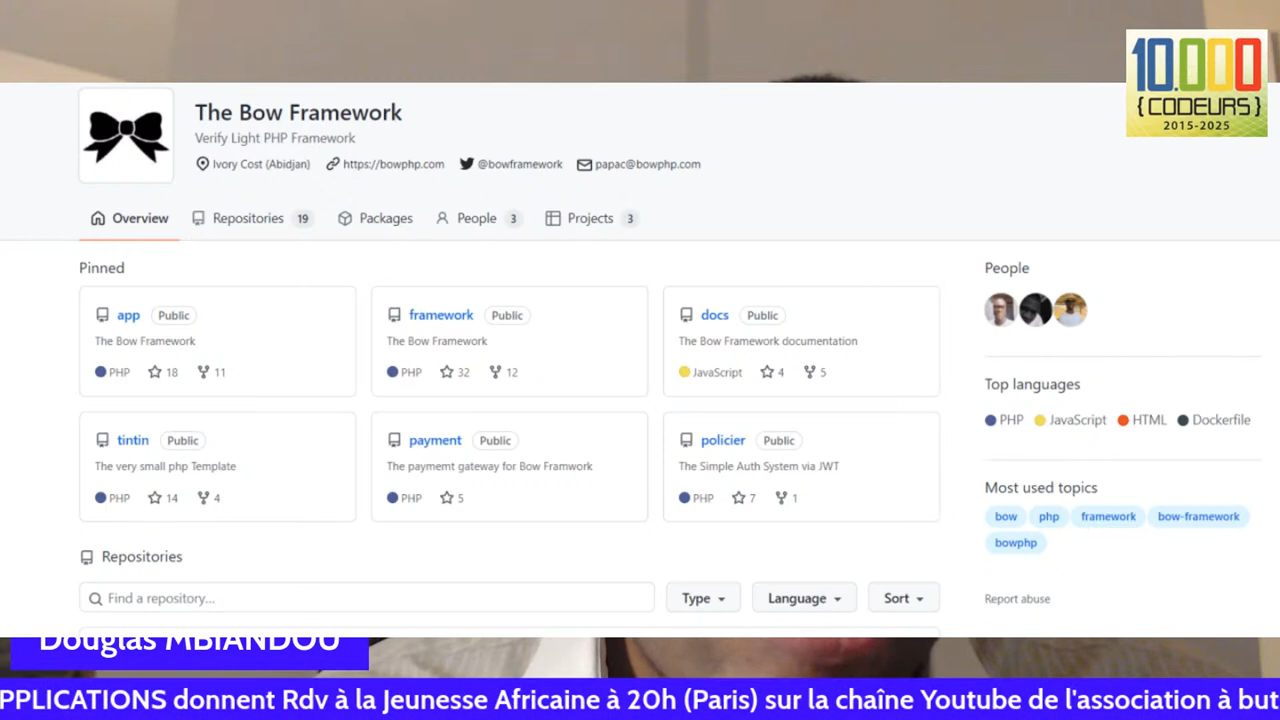 10.000
{CODEURS}
2015-2025
The Bow Framework
Verify Light PHP Framework
Ivory Cost (Abidjan) https://bowphp.com @bowframework papac@bowphp.com
Overview Repositories 19 Packages People 3 Projects 3
Pinned
app Public
The Bow Framework
PHP 18 11
framework Public
The Bow Framework
PHP 32 12
docs Public
The Bow Framework documentation
JavaScript 4 5
tintin Public
The very small php Template
PHP 14 4
payment Public
The paymemt gateway for Bow Framwork
PHP 5
policier Public
The Simple Auth System via JWT
PHP 7 1
People
Top languages
PHP JavaScript HTML Dockerfile
Most used topics
bow php framework bow-framework
bowphp
Report abuse
Repositories
Find a repository... Type Language Sort
Douglas MBIANDOU
PPLICATIONS donnent Rdv à la Jeunesse Africaine à 20h (Paris) sur la chaîne Youtube de l'association à but